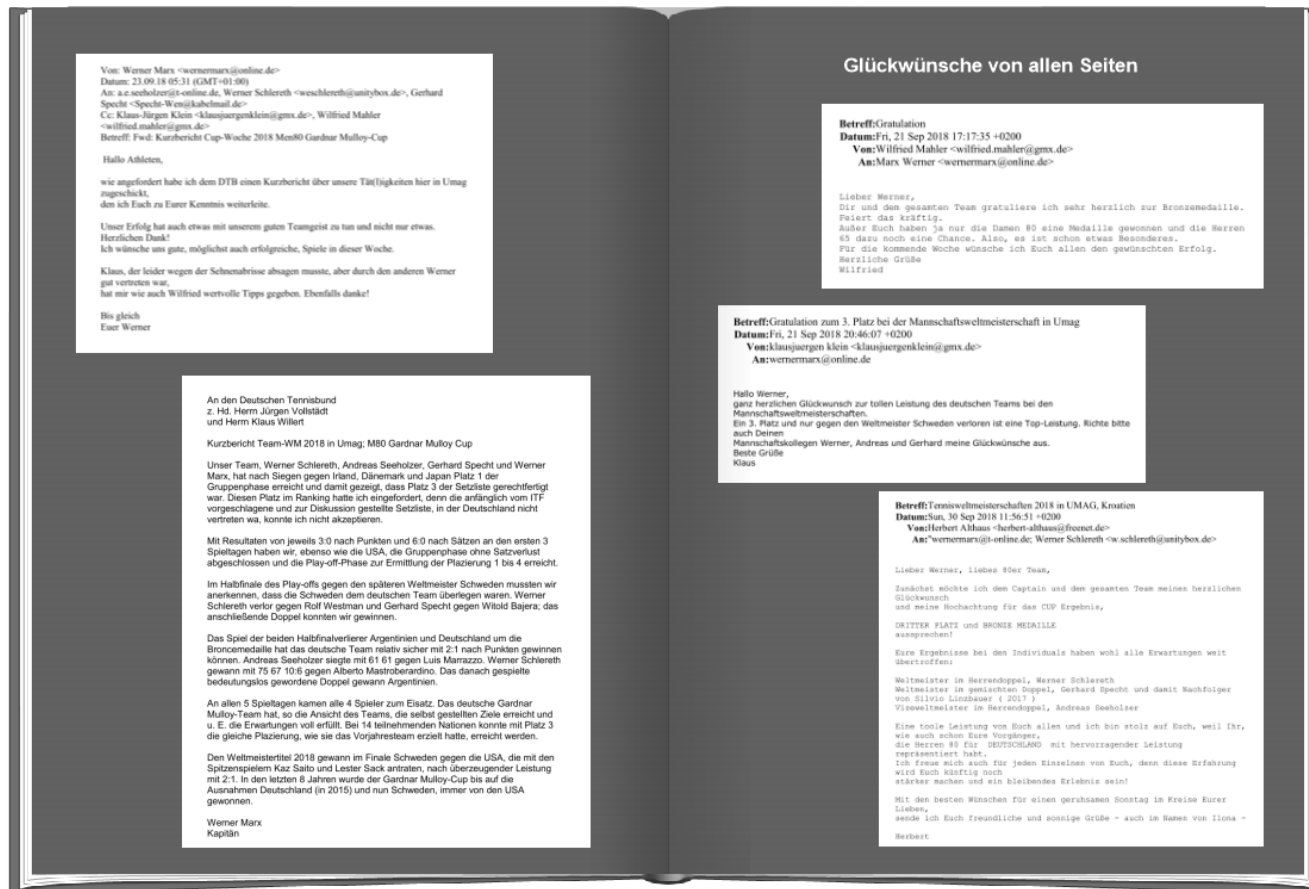 Von: Werner Marx <wernermarx@online.de>
Datum: 23.09.18 05:31 (GMT+01:00)
An: a.e.seeholzer@t-online.de, Werner Schlereth <weschlereth@unitybox.de>, Gerhard
Specht <Specht-Wen@kabelmail.de>
Cc: Klaus-Jürgen Klein <klausjuergenklein@gmx.de>, Wilfried Mahler
<wilfried.mahler@gmx.de>
Betreff: Fwd: Kurzbericht Cup-Woche 2018 Men80 Gardnar Mulloy-Cup
Hallo Athleten,
wie angefordert habe ich dem DTB einen Kurzbericht über unsere Tät(l)igkeiten hier in Umag
zugeschickt,
den ich Euch zu Eurer Kenntnis weiterleite.
Unser Erfolg hat auch etwas mit unserem guten Teamgeist zu tun und nicht nur etwas.
Herzlichen Dank!
Ich wünsche uns gute, möglichst auch erfolgreiche, Spiele in dieser Woche.
Klaus, der leider wegen der Sehnenabrisse absagen musste, aber durch den anderen Werner
gut vertreten war,
hat mir wie auch Wilfried wertvolle Tipps gegeben. Ebenfalls danke!
Bis gleich
Euer Werner
An den Deutschen Tennisbund
z. Hd. Herrn Jürgen Vollstädt
und Herrn Klaus Willert
Kurzbericht Team-WM 2018 in Umag; M80 Gardnar Mulloy Cup
Unser Team, Werner Schlereth, Andreas Seeholzer, Gerhard Specht und Werner
Marx, hat nach Siegen gegen Irland, Dänemark und Japan Platz 1 der
Gruppenphase erreicht und damit gezeigt, dass Platz 3 der Setzliste gerechtfertigt
war. Diesen Platz im Ranking hatte ich eingefordert, denn die anfänglich vom ITF
vorgeschlagene und zur Diskussion gestellte Setzliste, in der Deutschland nicht
vertreten wa, konnte ich nicht akzeptieren.
Mit Resultaten von jeweils 3:0 nach Punkten und 6:0 nach Sätzen an den ersten 3
Spieltagen haben wir, ebenso wie die USA, die Gruppenphase ohne Satzverlust
abgeschlossen und die Play-off-Phase zur Ermittlung der Plazierung 1 bis 4 erreicht.
Im Halbfinale des Play-offs gegen den späteren Weltmeister Schweden mussten wir
anerkennen, dass die Schweden dem deutschen Team überlegen waren. Werner
Schlereth verlor gegen Rolf Westman und Gerhard Specht gegen Witold Bajera; das
anschließende Doppel konnten wir gewinnen.
Das Spiel der beiden Halbfinalverlierer Argentinien und Deutschland um die
Broncemedaille hat das deutsche Team relativ sicher mit 2:1 nach Punkten gewinnen
können. Andreas Seeholzer siegte mit 61 61 gegen Luis Marrazzo. Werner Schlereth
gewann mit 75 67 10:6 gegen Alberto Mastroberardino. Das danach gespielte
bedeutungslos gewordene Doppel gewann Argentinien.
An allen 5 Spieltagen kamen alle 4 Spieler zum Einsatz. Das deutsche Gardnar
Mulloy-Team hat, so die Ansicht des Teams, die selbst gestellten Ziele erreicht und
u. E. die Erwartungen voll erfüllt. Bei 14 teilnehmenden Nationen konnte mit Platz 3
die gleiche Plazierung, wie sie das Vorjahresteam erzielt hatte, erreicht werden.
Den Weltmeistertitel 2018 gewann im Finale Schweden gegen die USA, die mit den
Spitzenspielern Kaz Saito und Lester Sack antraten, nach überzeugender Leistung
mit 2:1. In den letzten 8 Jahren wurde der Gardnar Mulloy-Cup bis auf die
Ausnahmen Deutschland (in 2015) und nun Schweden, immer von den USA
gewonnen.
Werner Marx
Kapitän
Glückwünsche von allen Seiten
Betreff:Gratulation
Datum:Fri, 21 Sep 2018 17:17:35 +0200
Von:Wilfried Mahler <wilfried.mahler@gmx.de>
An:Marx Werner <wernermarx@online.de>
Lieber Werner,
Dir und dem gesamten Team gratuliere ich sehr herzlich zur Bronzemedaille.
Feiert das kräftig.
Außer Euch haben ja nur die Damen 80 eine Medaille gewonnen und die Herren
65 dazu noch eine Chance. Also, es ist schon etwas Besonderes.
Für die kommende Woche wünsche ich Euch allen den gewünschten Erfolg.
Herzliche Grüße
Wilfried
Betreff:Gratulation zum 3. Platz bei der Mannschaftsweltmeisterschaft in Umag
Datum:Fri, 21 Sep 2018 20:46:07 +0200
Von:klausjuergen klein <klausjuergenklein@gmx.de>
An:wernermarx@online.de
Hallo Werner,
ganz herzlichen Glückwunsch zur tollen Leistung des deutschen Teams bei den
Mannschaftsweltmeisterschaften.
Ein 3. Platz und nur gegen den Weltmeister Schweden verloren ist eine Top-Leistung. Richte bitte
auch Deinen
Mannschaftskollegen Werner, Andreas und Gerhard meine Glückwünsche aus.
Beste Grüße
Klaus
Betreff:Tennisweltmeisterschaften 2018 in UMAG, Kroatien
Datum:Sun, 30 Sep 2018 11:56:51 +0200
Von:Herbert Althaus <herbert-althaus@freenet.de>
An:"wernermarx@t-online.de; Werner Schlereth <w.schlereth@unitybox.de>
Lieber Werner, liebes 80er Team,
Zunächst möchte ich dem Captain und dem gesamten Team meinen herzlichen
Glückwunsch
und meine Hochachtung für das CUP Ergebnis,
DRITTER PLATZ und BRONZE MEDAILLE
aussprechen!
Eure Ergebnisse bei den Individuals haben wohl alle Erwartungen weit
übertroffen:
Weltmeister im Herrendoppel, Werner Schlereth
Weltmeister im gemischten Doppel, Gerhard Specht und damit Nachfolger
von Silvio Linzbauer ( 2017 )
Vizeweltmeister im Herrendoppel, Andreas Seeholzer
Eine toole Leistung von Euch allen und ich bin stolz auf Euch, weil Ihr,
wie auch schon Eure Vorgänger,
die Herren 80 für DEUTSCHLAND mit hervorragender Leistung
repräsentiert habt.
Ich freue mich auch für jeden Einzelnen von Euch, denn diese Erfahrung
wird Euch künftig noch
stärker machen und ein bleibendes Erlebnis sein!
Mit den besten Wünschen für einen geruhsamen Sonntag im Kreise Eurer
Lieben,
sende ich Euch freundliche und sonnige Grüße - auch im Namen von Ilona -
Herbert